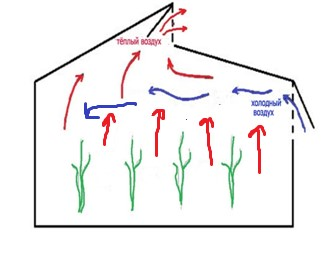 тёплый воздух
холодный
воздух